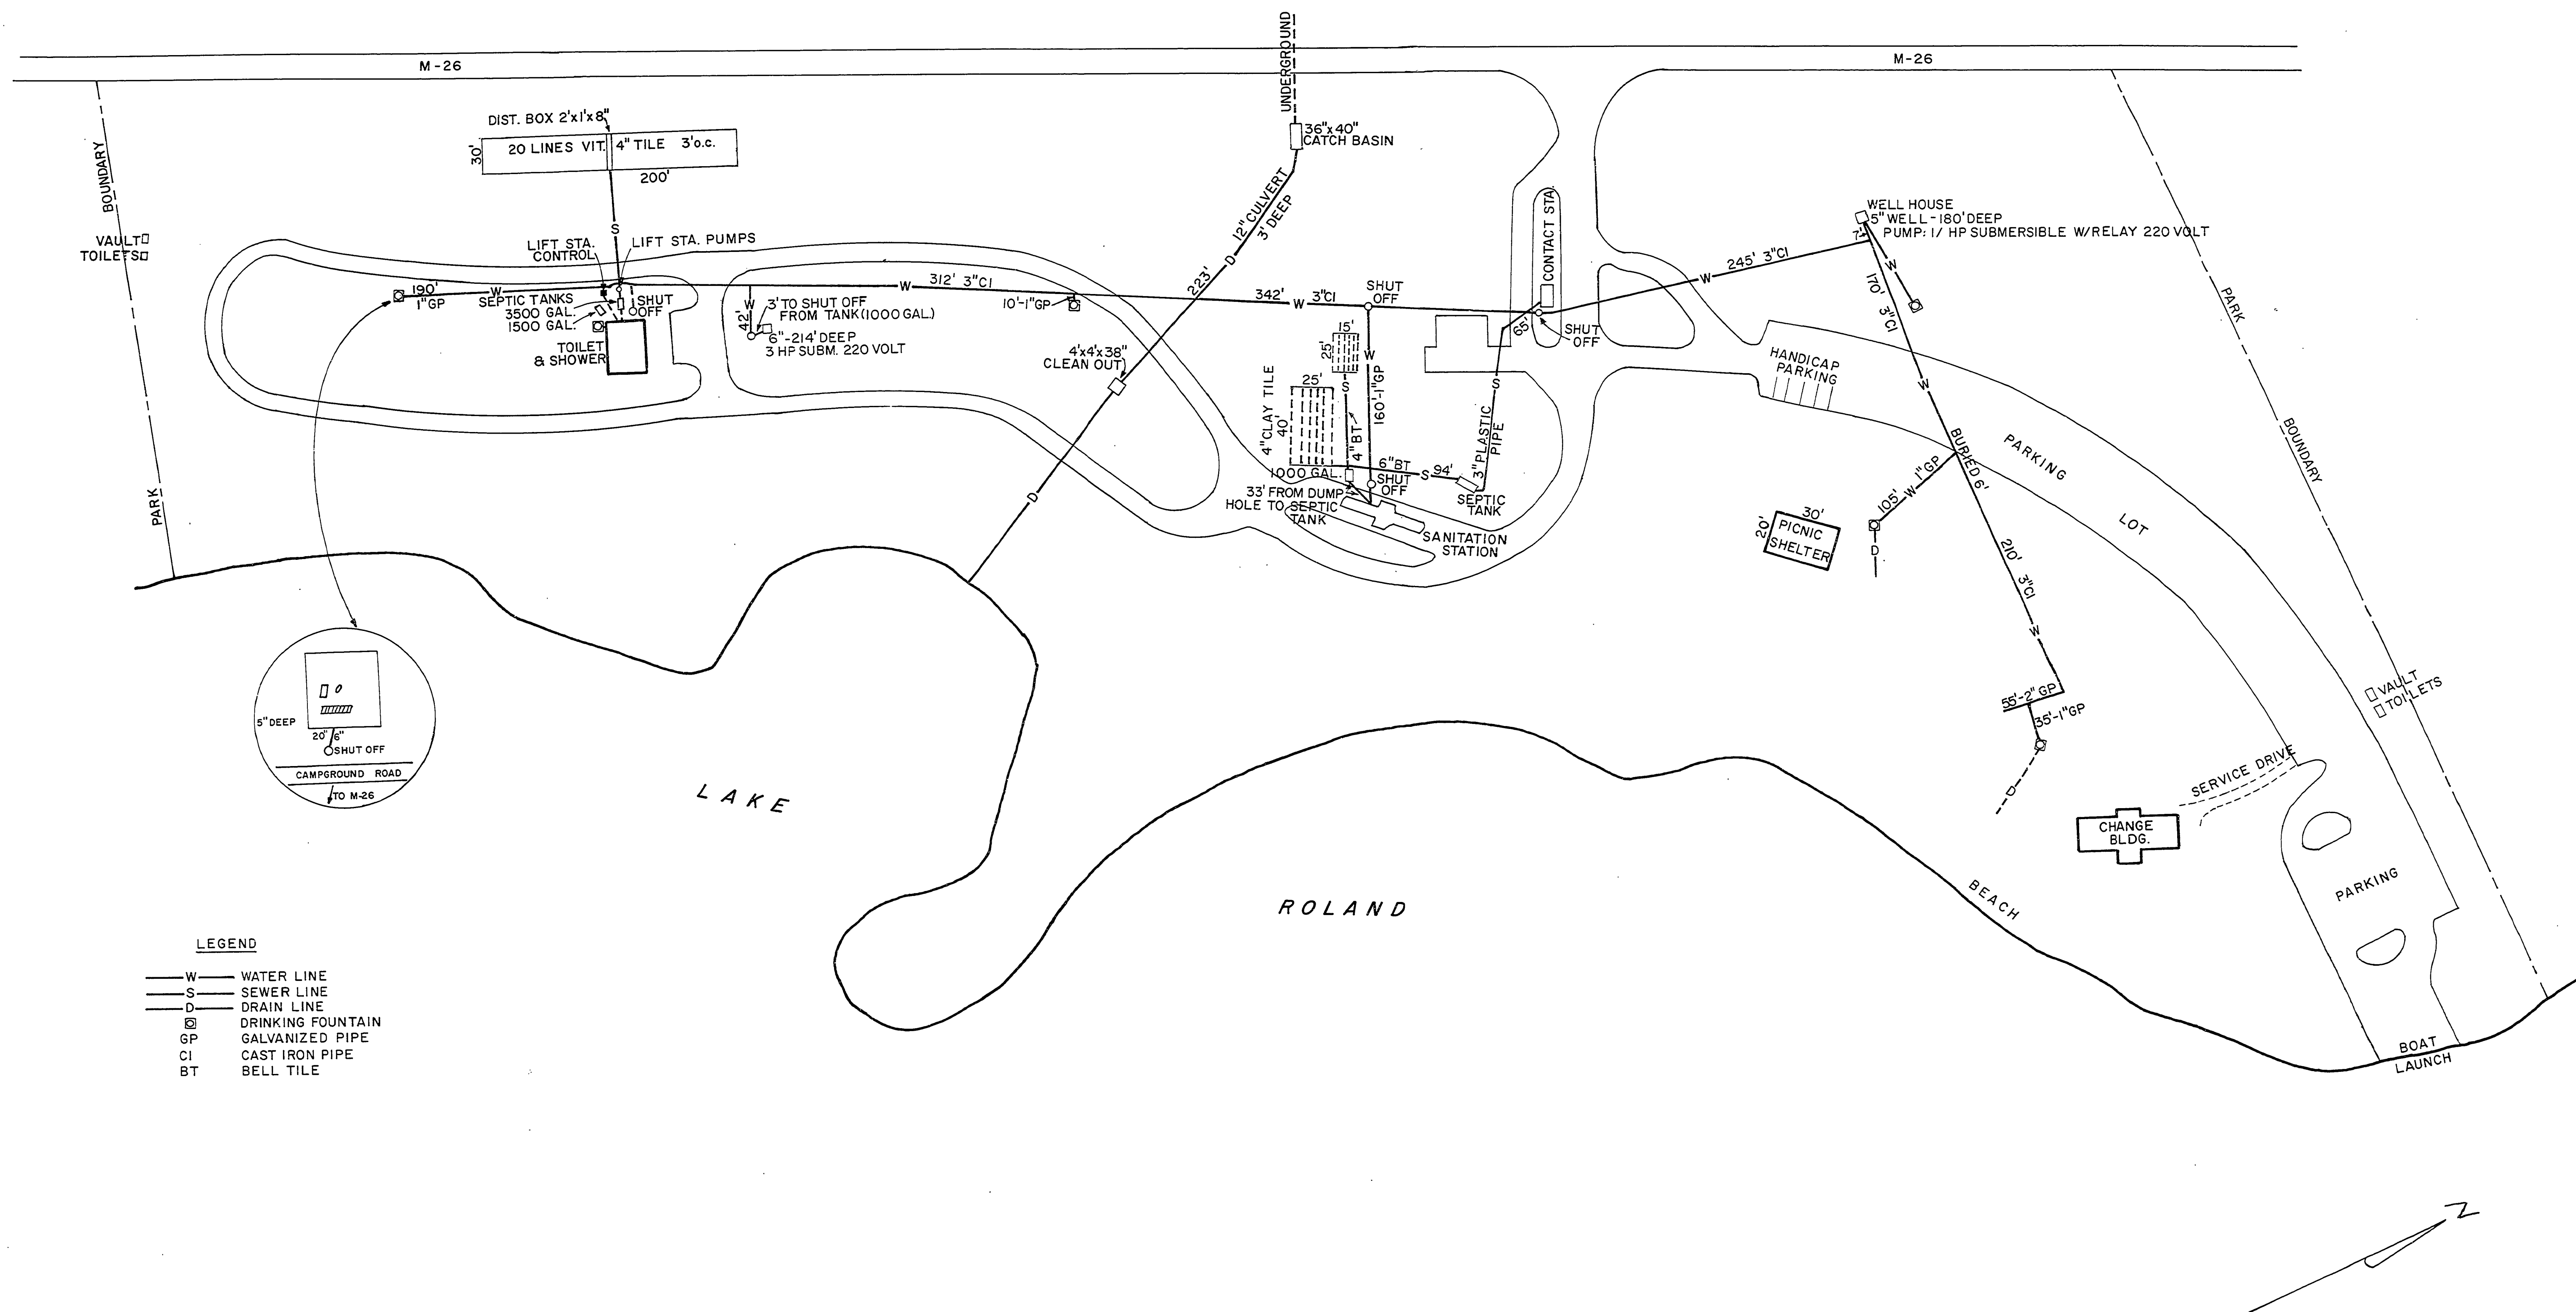 M-26
M-26
UNDERGROUND
36"x40"
CATCH BASIN
DIST. BOX 2'x1'x8"
30'
20 LINES VIT. 4" TILE 3'o.c.
200'
BOUNDARY
PARK
VAULT
TOILETS
S
LIFT STA.
CONTROL
LIFT STA. PUMPS
190'
1"GP
W
SEPTIC TANKS
3500 GAL.
1500 GAL.
SHUT
OFF
TOILET
& SHOWER
W
42'
3' TO SHUT OFF
FROM TANK (1000 GAL.)
6"-214' DEEP
3 HP SUBM. 220 VOLT
W
312' 3"CI
10'-1"GP
12" CULVERT
3' DEEP
D
223'
4'x4'x38"
CLEAN OUT
D
342' W 3"CI
SHUT
OFF
CONTACT STA.
65'
SHUT
OFF
W
245' 3"CI
WELL HOUSE
5" WELL-180' DEEP
PUMP: 1/ HP SUBMERSIBLE W/RELAY 220 VOLT
7'
W
170' 3"CI
W
15'
25'
W
S
160'-1"GP
4" CLAY TILE
25'
40'
4" BT
S
3" PLASTIC
PIPE
1000 GAL.
6"BT
S 94'
SHUT
OFF
SEPTIC
TANK
33' FROM DUMP
HOLE TO SEPTIC
TANK
SANITATION
STATION
HANDICAP
PARKING
PARKING
LOT
BURIED 6'
105' W 1"GP
D
20'
30'
PICNIC
SHELTER
210' 3"CI
W
55'-2" GP
35'-1"GP
D
PARK
BOUNDARY
VAULT
TOILETS
SERVICE DRIVE
CHANGE
BLDG.
PARKING
BEACH
BOAT
LAUNCH
5" DEEP
20" 6"
SHUT OFF
CAMPGROUND ROAD
TO M-26
LAKE
ROLAND
LEGEND
W WATER LINE
S SEWER LINE
D DRAIN LINE
DRINKING FOUNTAIN
GP GALVANIZED PIPE
CI CAST IRON PIPE
BT BELL TILE
N